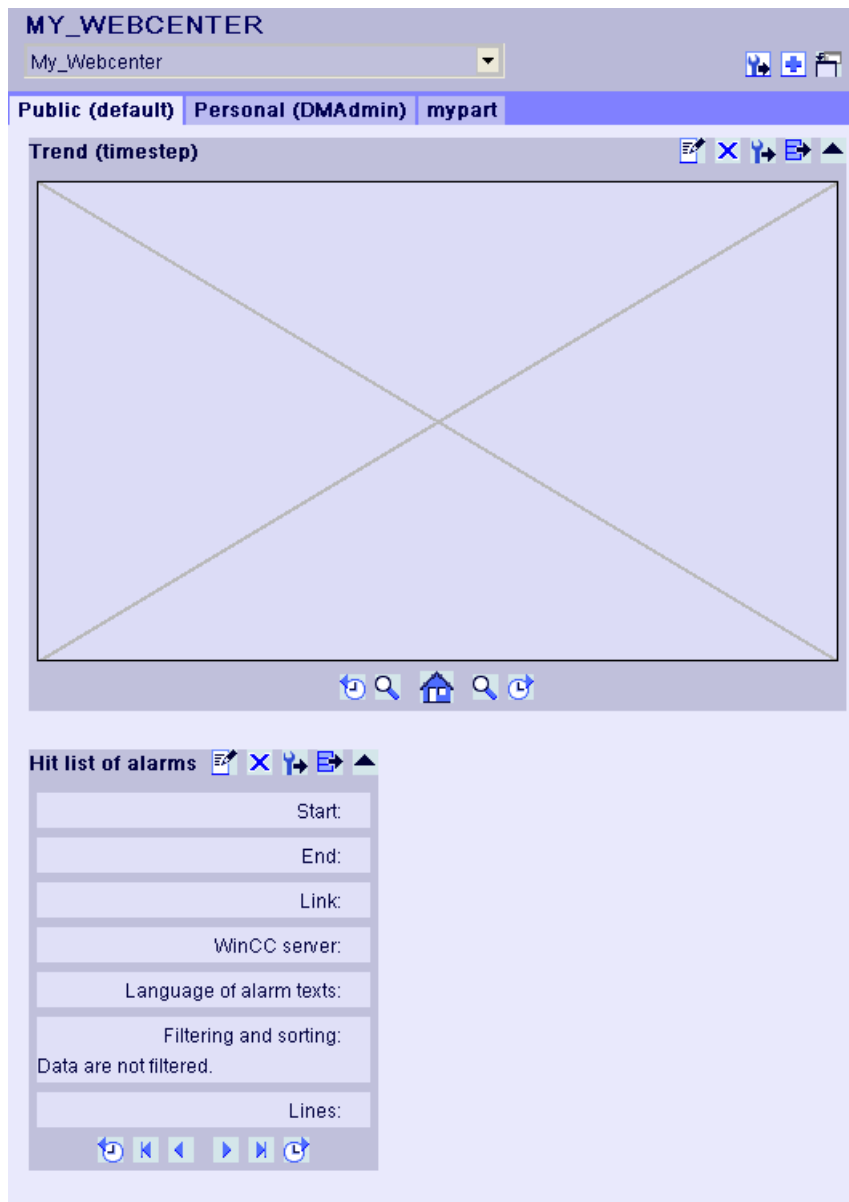 MY_WEBCENTER
My_Webcenter
Public (default) Personal (DMAdmin) mypart
Trend (timestep)
Hit list of alarms
Start:
End:
Link:
WinCC server:
Language of alarm texts:
Filtering and sorting:
Data are not filtered.
Lines: